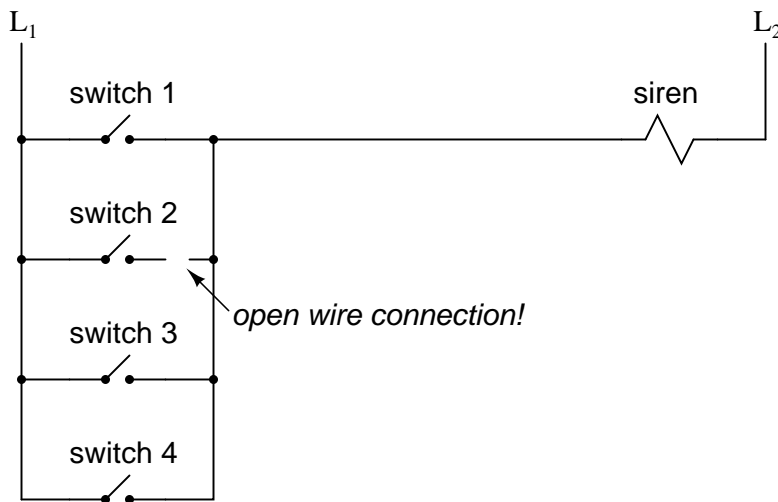 L1 L2
switch 1 siren
switch 2
open wire connection!
switch 3
switch 4